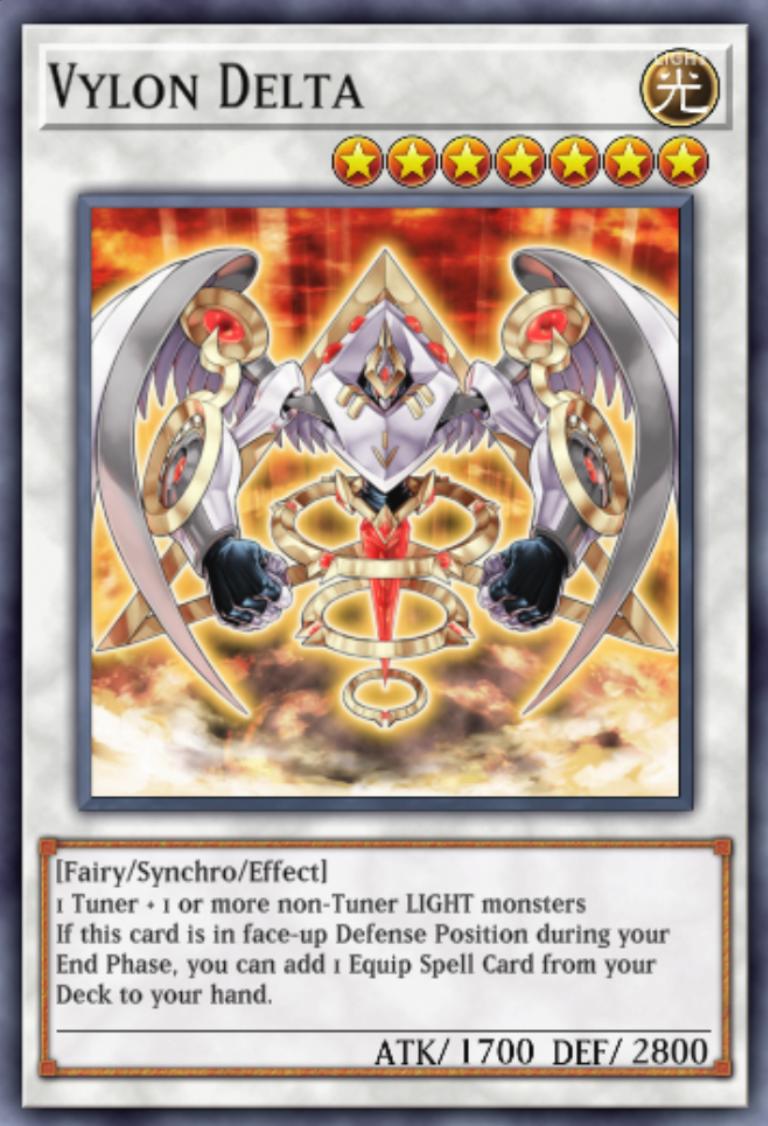 Vylon Delta
LIGHT
光
[Fairy/Synchro/Effect]
1 Tuner + 1 or more non-Tuner LIGHT monsters
If this card is in face-up Defense Position during your
End Phase, you can add 1 Equip Spell Card from your
Deck to your hand.
ATK/ 1700 DEF/ 2800